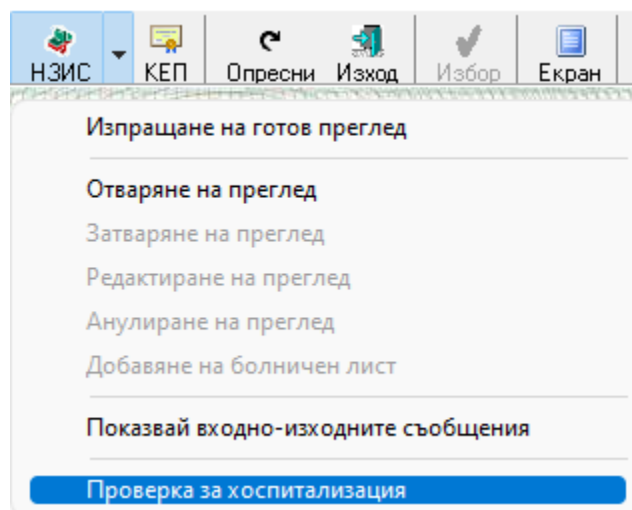 НЗИС КЕП Опресни Изход Избор Екран
Изпращане на готов преглед
Отваряне на преглед
Затваряне на преглед
Редактиране на преглед
Анулиране на преглед
Добавяне на болничен лист
Показвай входно-изходните съобщения
Проверка за хоспитализация